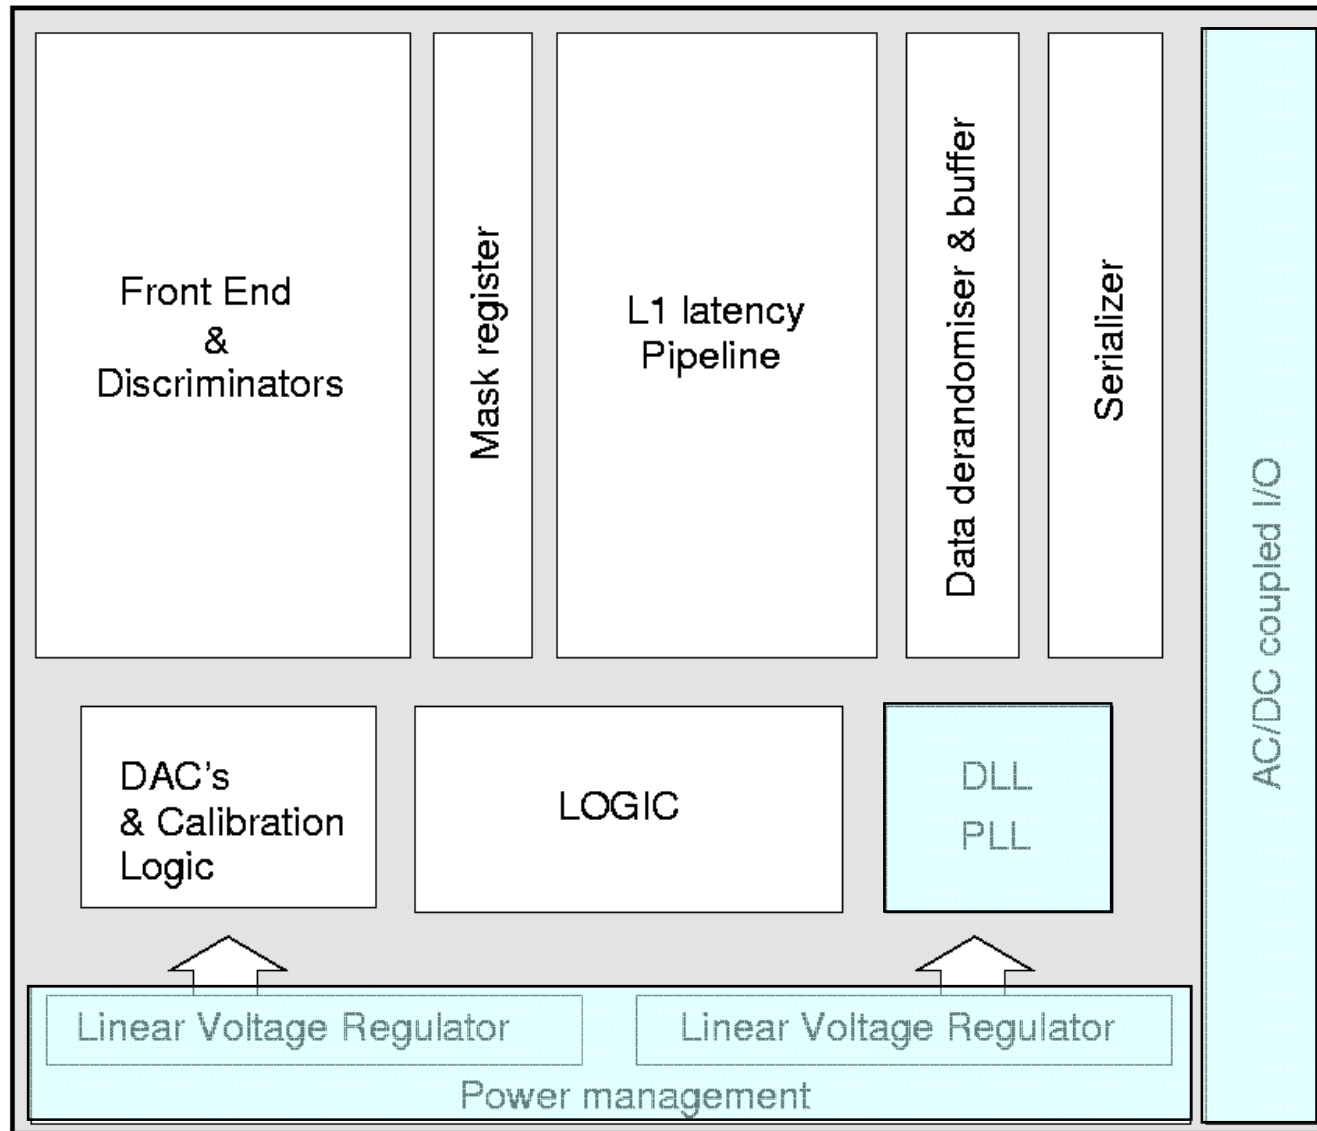 Front End
&
Discriminators
Mask register
L1 latency
Pipeline
Data derandomiser & buffer
Serializer
AC/DC coupled I/O
DAC's
& Calibration
Logic
LOGIC
DLL
PLL
Linear Voltage Regulator
Linear Voltage Regulator
Power management